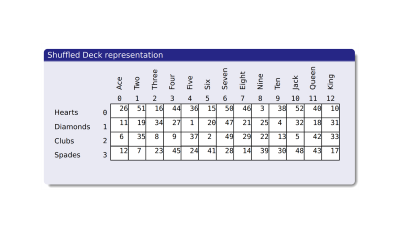 Shuffled Deck representation
Ace Two Three Four Five Six Seven Eight Nine Ten Jack Queen King
0 1 2 3 4 5 6 7 8 9 10 11 12
Hearts 0 26 51 16 44 36 15 50 46 3 38 52 40 10
Diamonds 1 11 19 34 27 1 20 47 21 25 4 32 18 31
Clubs 2 6 35 8 9 37 2 49 29 22 13 5 42 33
Spades 3 12 7 23 45 24 41 28 14 39 30 48 43 17